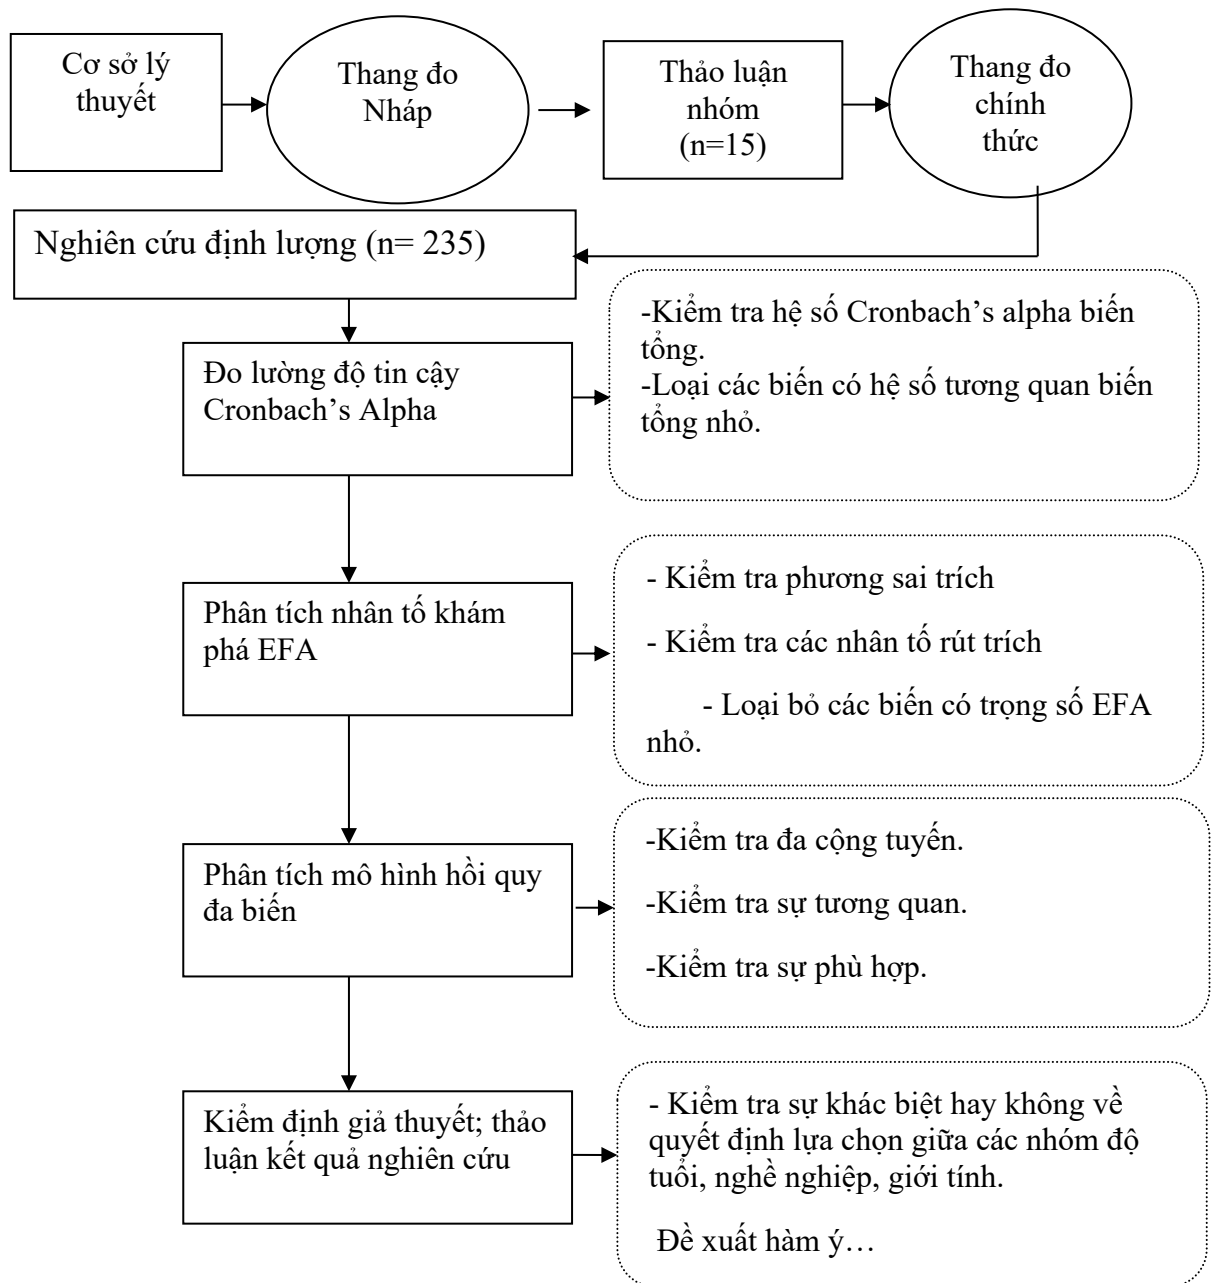 Cơ sở lý
thuyết
Thang đo
Nháp
Thảo luận
nhóm
(n=15)
Thang đo
chính
thức
Nghiên cứu định lượng (n= 235)
Đo lường độ tin cậy
Cronbach’s Alpha
-Kiểm tra hệ số Cronbach’s alpha biến
tổng.
-Loại các biến có hệ số tương quan biến
tổng nhỏ.
Phân tích nhân tố khám
phá EFA
- Kiểm tra phương sai trích
- Kiểm tra các nhân tố rút trích
- Loại bỏ các biến có trọng số EFA
nhỏ.
Phân tích mô hình hồi quy
đa biến
-Kiểm tra đa cộng tuyến.
-Kiểm tra sự tương quan.
-Kiểm tra sự phù hợp.
Kiểm định giả thuyết; thảo
luận kết quả nghiên cứu
- Kiểm tra sự khác biệt hay không về
quyết định lựa chọn giữa các nhóm độ
tuổi, nghề nghiệp, giới tính.
Đề xuất hàm ý…